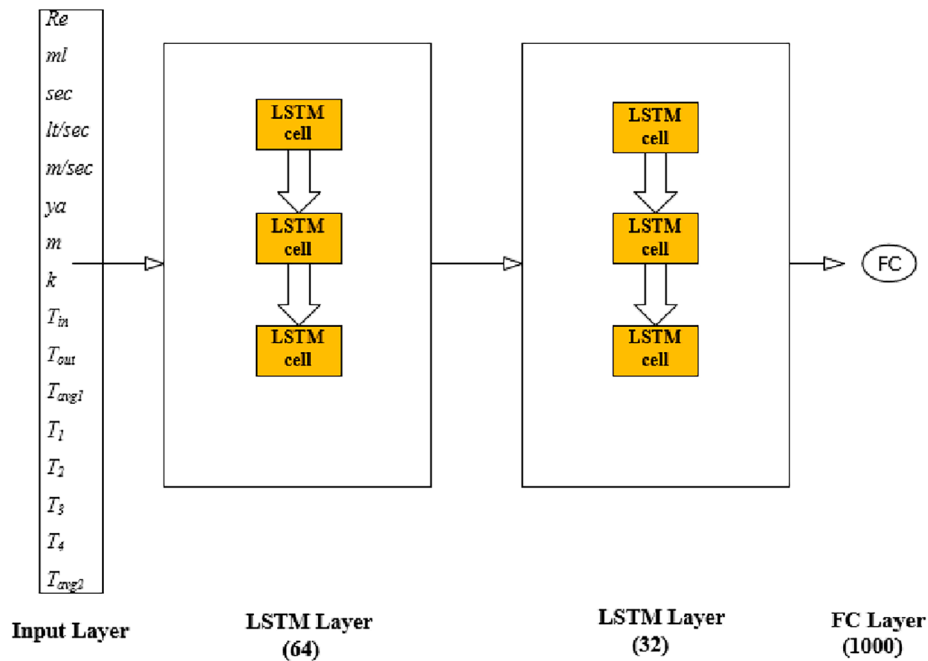 Re
ml
sec
lt/sec
m/sec
ya
m
k
Tin
Tout
Tavg1
T1
T2
T3
T4
Tavg2
Input Layer
LSTM
cell
LSTM
cell
LSTM
cell
LSTM Layer
(64)
LSTM
cell
LSTM
cell
LSTM
cell
LSTM Layer
(32)
FC
FC Layer
(1000)